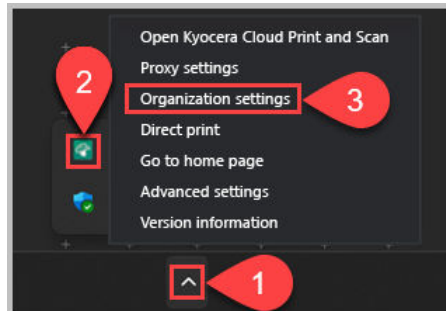 Open Kyocera Cloud Print and Scan
Proxy settings
2
Organization settings
3
Direct print
Go to home page
Advanced settings
Version information
1